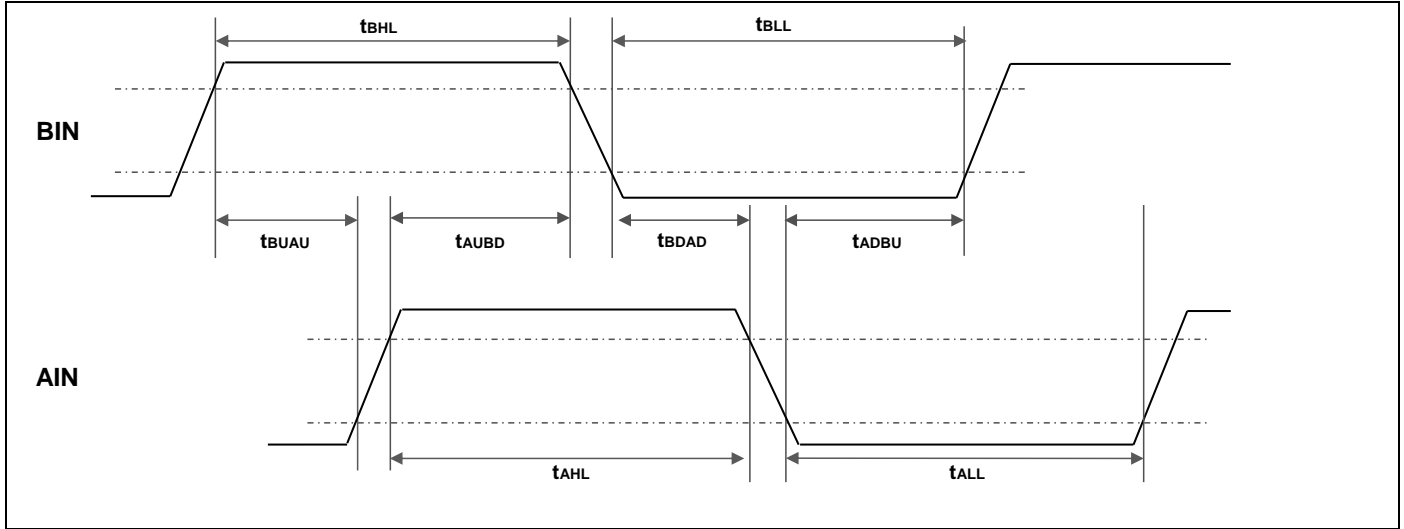 tBHL
tBLL
BIN
tBUAU
tAUBD
tBDAD
tADBU
AIN
tAHL
tALL